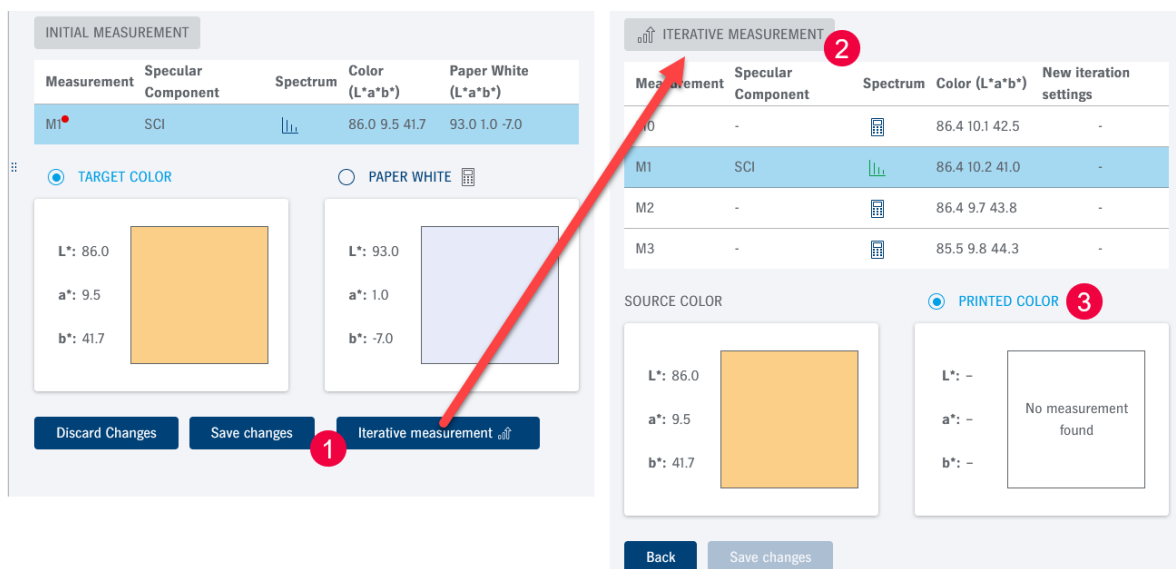 INITIAL MEASUREMENT
Measurement Specular Component Spectrum Color (L*a*b*) Paper White (L*a*b*)
M1 SCI 86.0 9.5 41.7 93.0 1.0 -7.0
TARGET COLOR PAPER WHITE
L*: 86.0
a*: 9.5
b*: 41.7
L*: 93.0
a*: 1.0
b*: -7.0
Discard Changes Save changes 1 Iterative measurement
ITERATIVE MEASUREMENT 2
Measurement Specular Component Spectrum Color (L*a*b*) New iteration settings
M0 - 86.4 10.1 42.5 -
M1 SCI 86.4 10.2 41.0 -
M2 - 86.4 9.7 43.8 -
M3 - 85.5 9.8 44.3 -
SOURCE COLOR PRINTED COLOR 3
L*: 86.0
a*: 9.5
b*: 41.7
L*: –
a*: –
b*: –
No measurement
found
Back Save changes